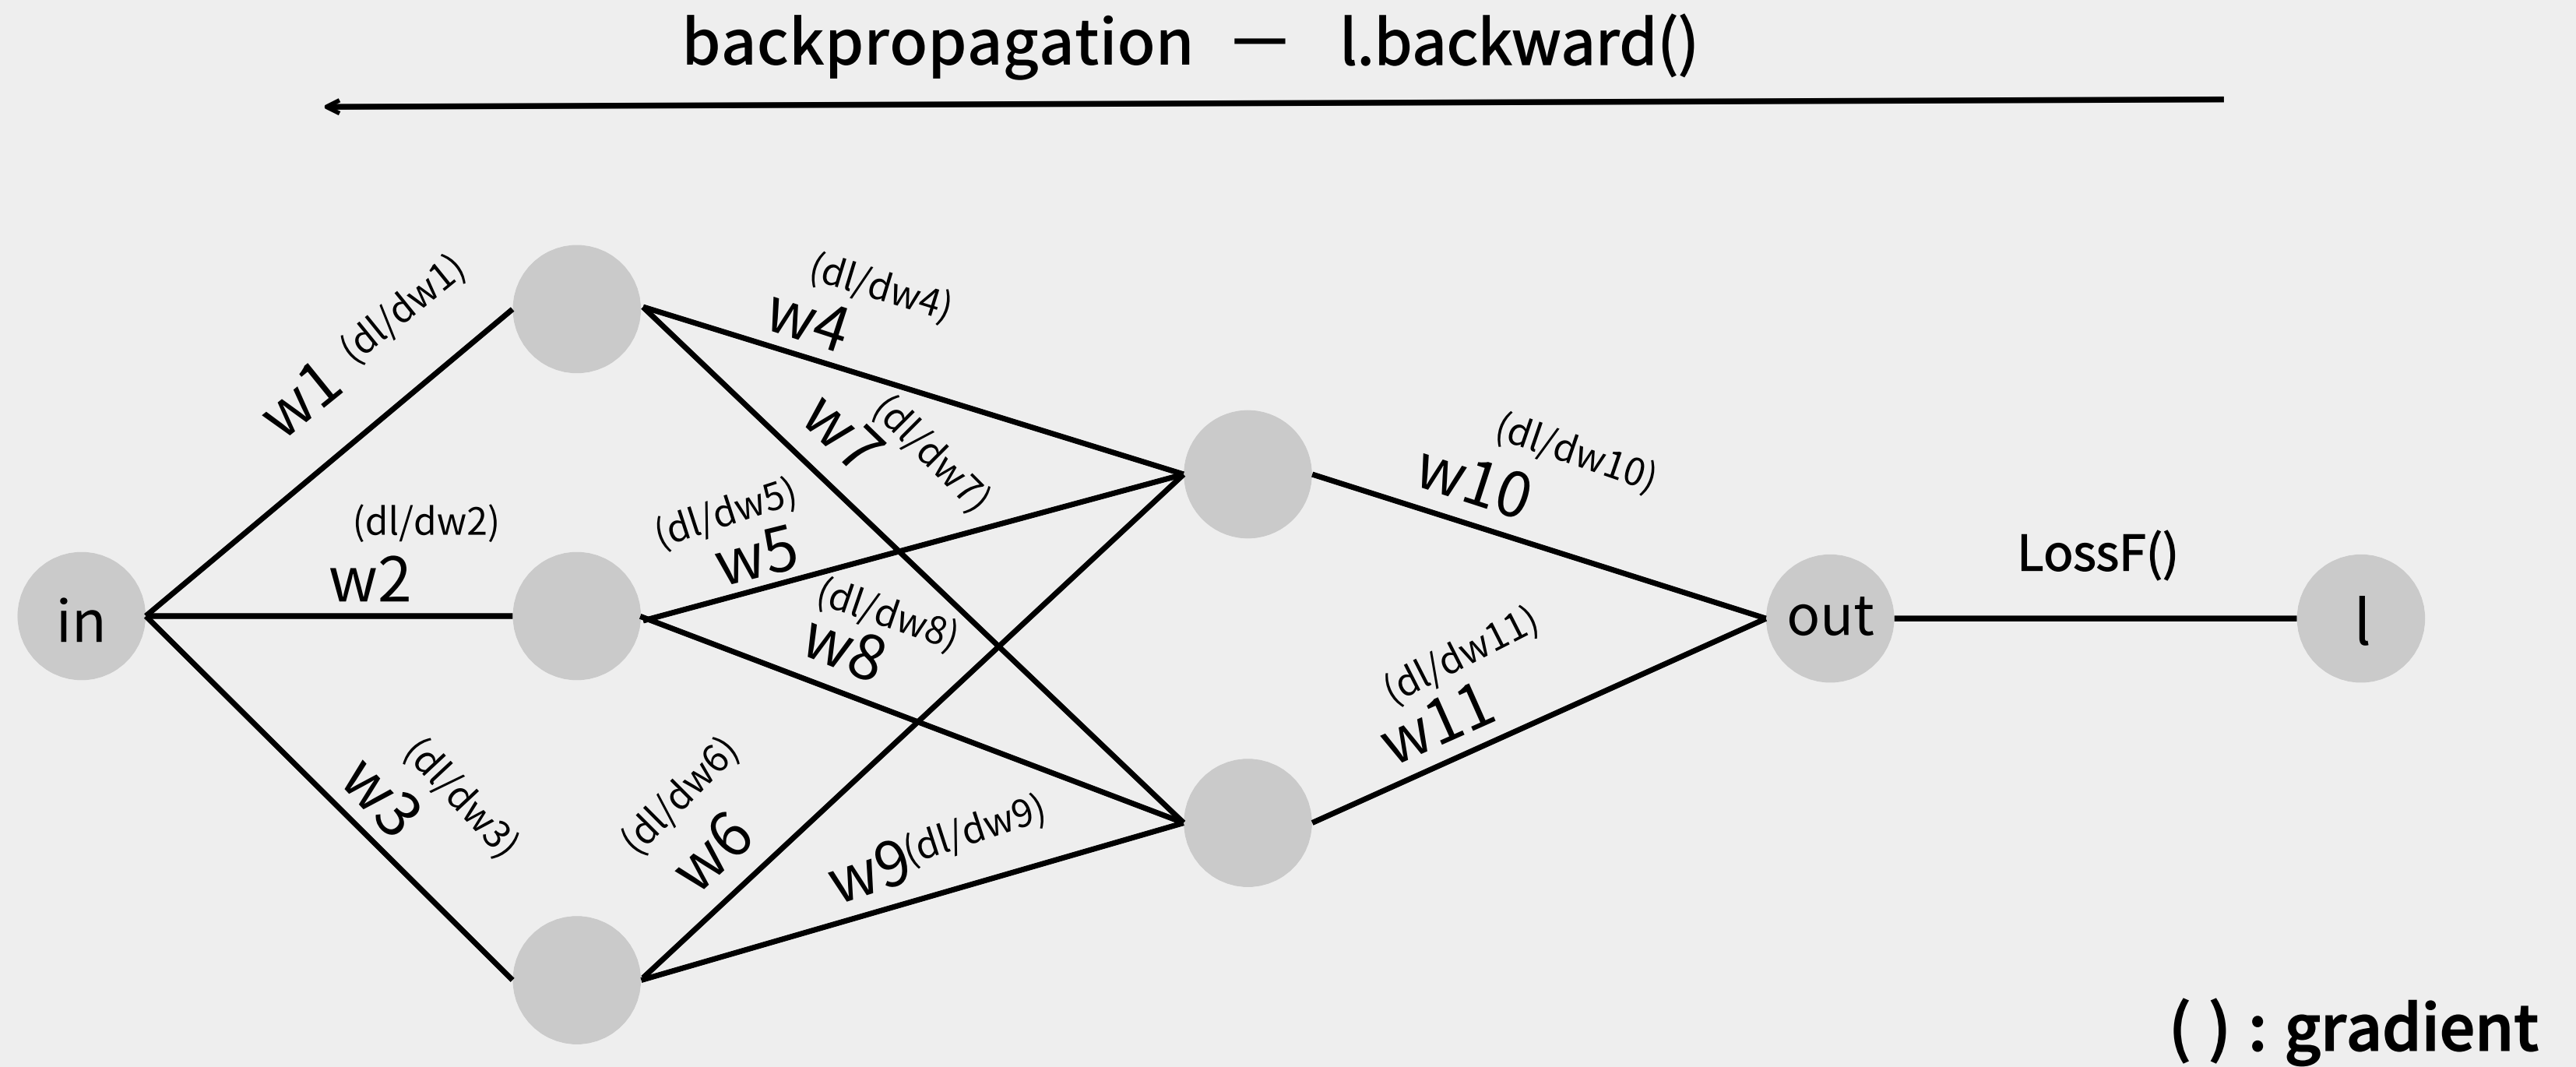 backpropagation － l.backward()
(dl/dw1)
w1
(dl/dw4)
w4
(dl/dw7)
w7
(dl/dw10)
w10
(dl/dw2)
w2
(dl/dw5)
w5
(dl/dw8)
w8
LossF()
in
out
l
(dl/dw11)
w11
(dl/dw3)
w3
(dl/dw6)
w6
w9(dl/dw9)
( ) : gradient